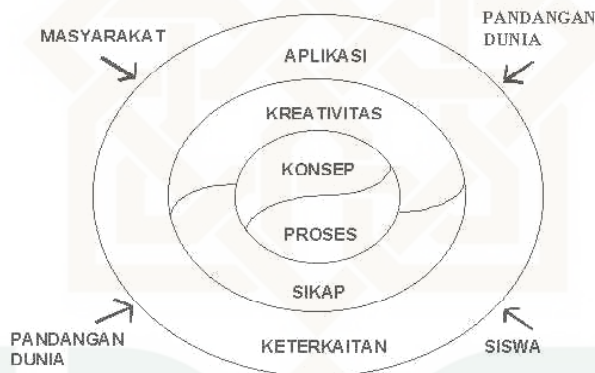 MASYARAKAT
PANDANGAN
DUNIA
APLIKASI
KREATIVITAS
KONSEP
PROSES
SIKAP
KETERKAITAN
PANDANGAN
DUNIA
SISWA